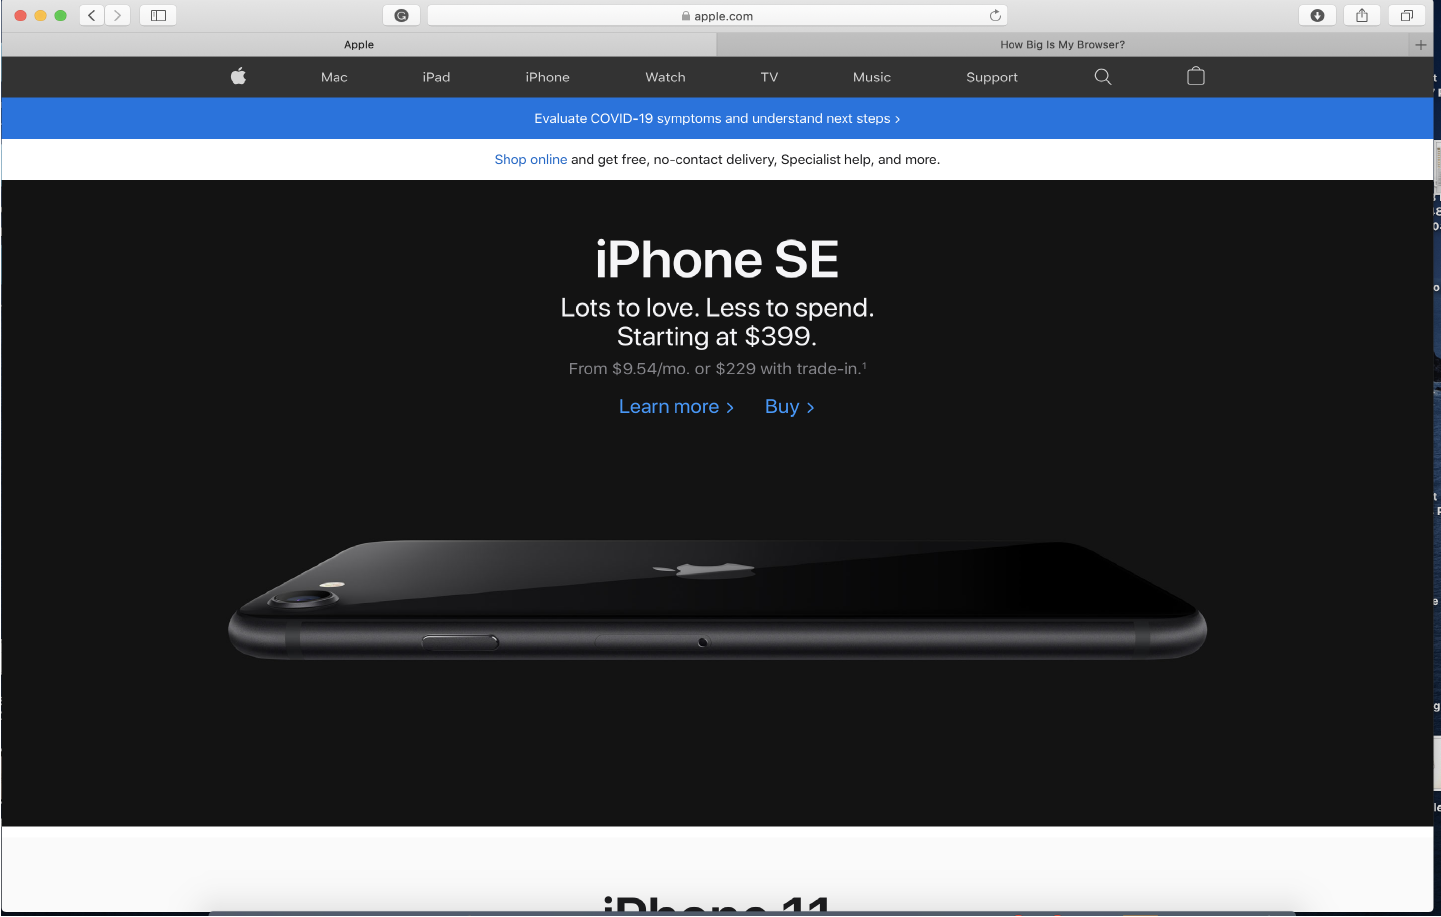 apple.com
Apple
How Big Is My Browser?
Mac iPad iPhone Watch TV Music Support
Evaluate COVID-19 symptoms and understand next steps >
Shop online and get free, no-contact delivery, Specialist help, and more.
iPhone SE
Lots to love. Less to spend.
Starting at $399.
From $9.54/mo. or $229 with trade-in.¹
Learn more > Buy >
iPhone 11